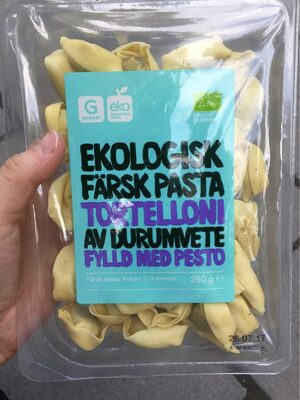 G
GARANT
eko
EKOLOGISK
FÄRSK PASTA
TORTELLONI
AV DURUMVETE
FYLLD MED PESTO
Färsk pasta. Koktid 2–3 minuter.
250 g e
26.07.17